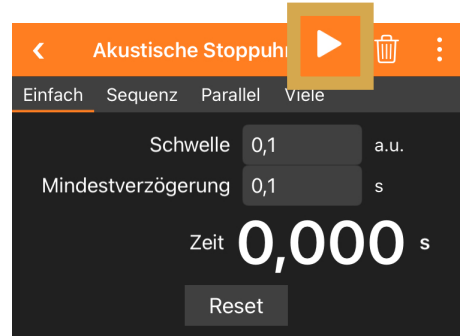 Akustische Stoppuhr
Einfach Sequenz Parallel Viele
Schwelle 0,1 a.u.
Mindestverzögerung 0,1 s
Zeit 0,000 s
Reset